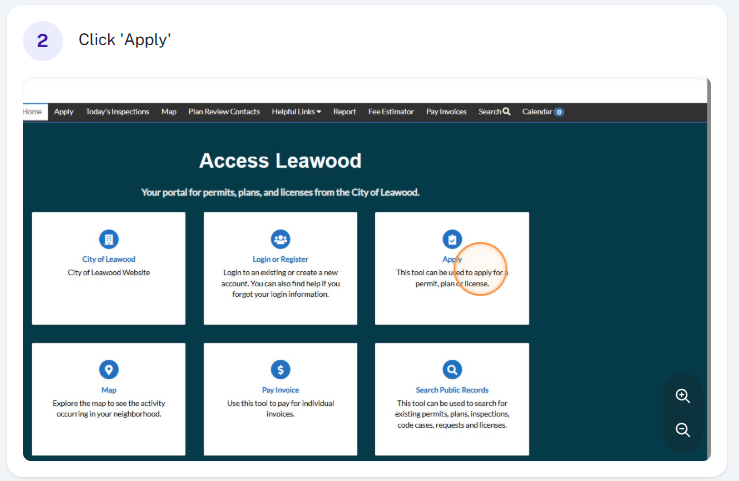 2
Click 'Apply'
Home Apply Today's Inspections Map Plan Review Contacts Helpful Links Report Fee Estimator Pay Invoices Search Calendar 0
Access Leawood
Your portal for permits, plans, and licenses from the City of Leawood.
City of Leawood
City of Leawood Website
Login or Register
Login to an existing or create a new
account. You can also find help if you
forgot your login information.
Apply
This tool can be used to apply for a
permit, plan or license.
Map
Explore the map to see the activity
occurring in your neighborhood.
Pay Invoice
Use this tool to pay for individual
invoices.
Search Public Records
This tool can be used to search for
existing permits, plans, inspections,
code cases, requests and licenses.